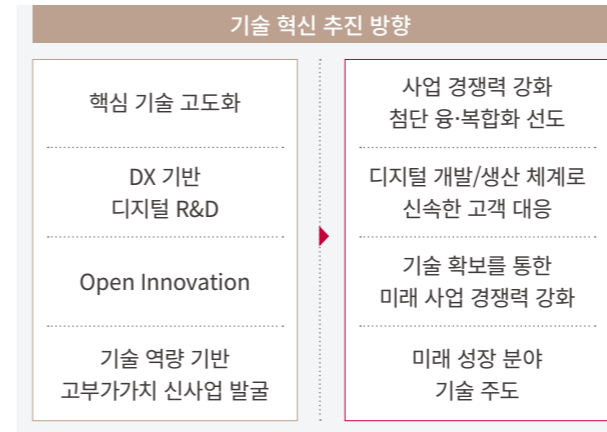 기술 혁신 추진 방향
핵심 기술 고도화
DX 기반
디지털 R&D
Open Innovation
기술 역량 기반
고부가가치 신사업 발굴
사업 경쟁력 강화
첨단 융·복합화 선도
디지털 개발/생산 체계로
신속한 고객 대응
기술 확보를 통한
미래 사업 경쟁력 강화
미래 성장 분야
기술 주도